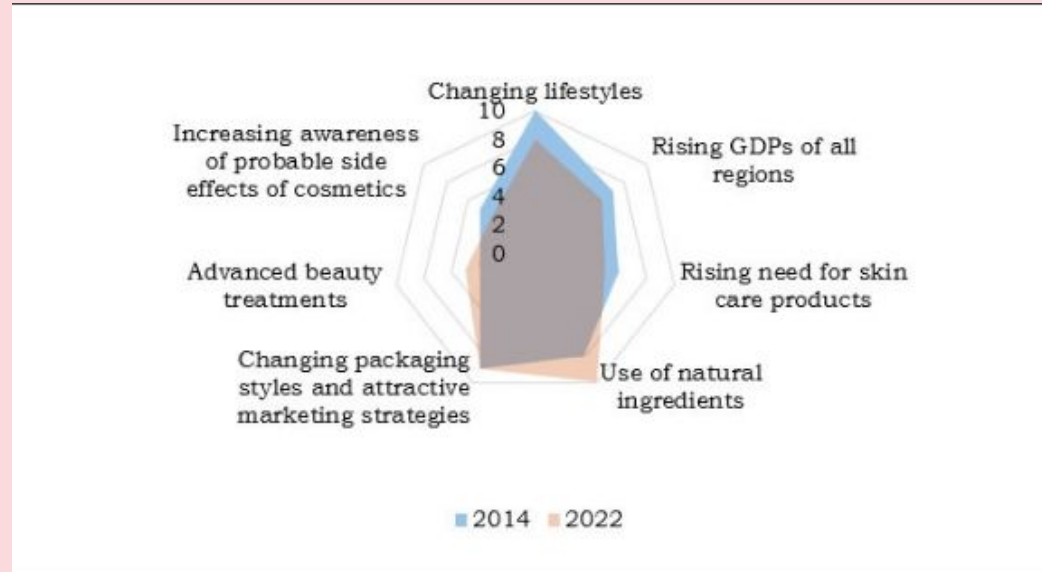 Changing lifestyles
10
8
6
4
2
0
Rising GDPs of all
regions
Rising need for skin
care products
Use of natural
ingredients
Changing packaging
styles and attractive
marketing strategies
Advanced beauty
treatments
Increasing awareness
of probable side
effects of cosmetics
2014 2022